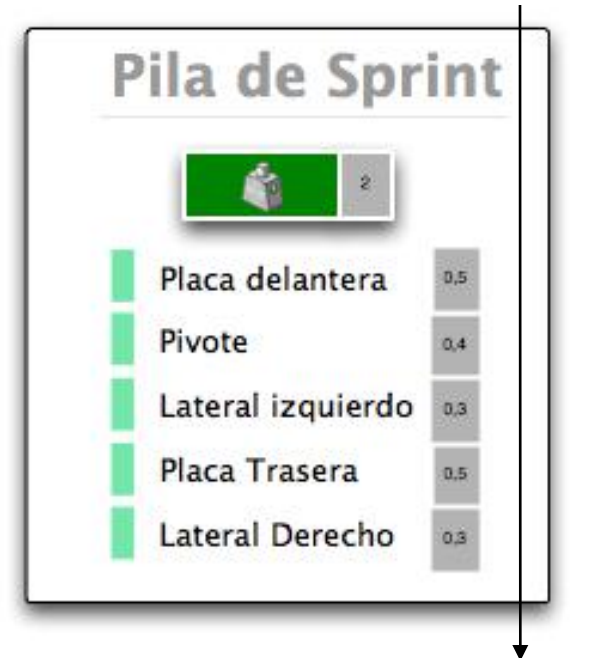 Pila de Sprint
2
Placa delantera 0,5
Pivote 0,4
Lateral izquierdo 0,3
Placa Trasera 0,5
Lateral Derecho 0,3